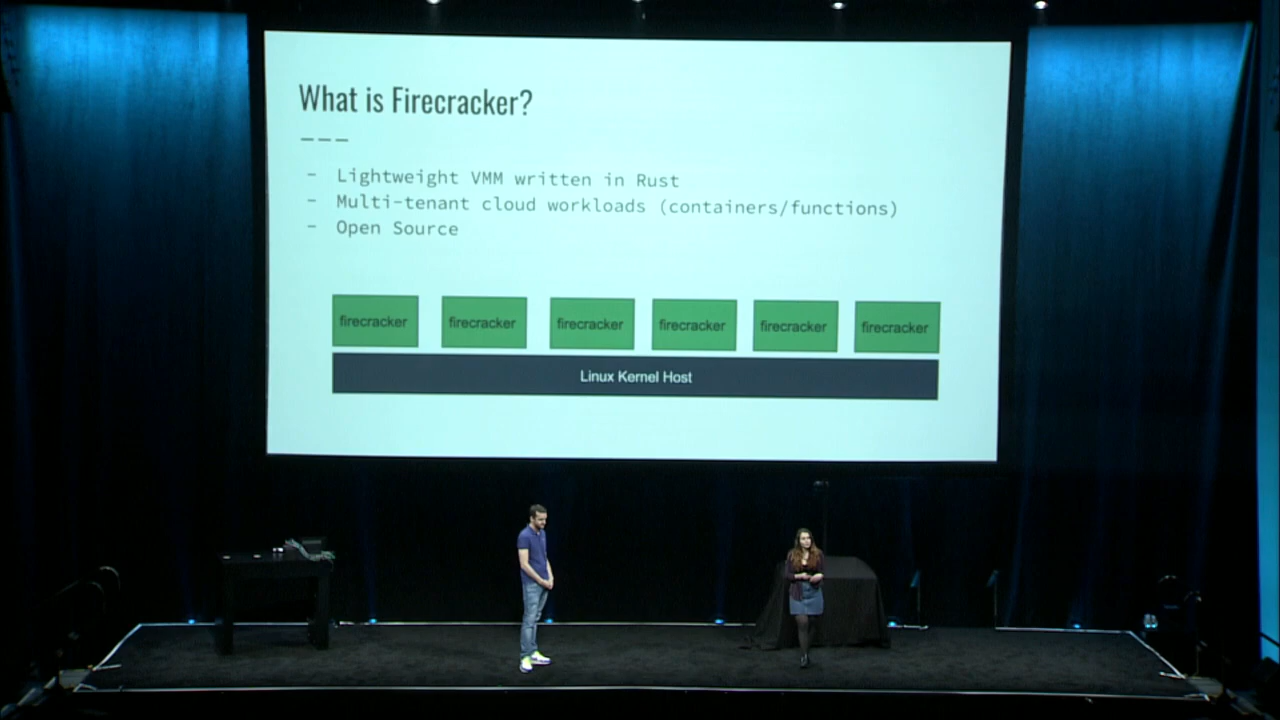 What is Firecracker?
- Lightweight VMM written in Rust
- Multi-tenant cloud workloads (containers/functions)
- Open Source
firecracker firecracker firecracker firecracker firecracker firecracker
Linux Kernel Host